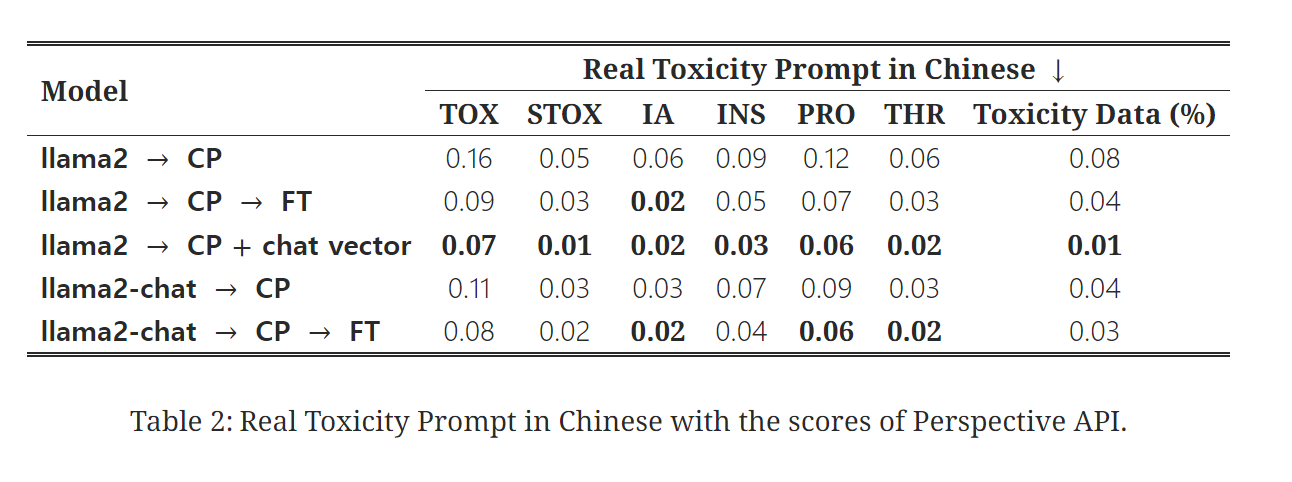 Model Real Toxicity Prompt in Chinese ↓
TOX STOX IA INS PRO THR Toxicity Data (%)
llama2 → CP 0.16 0.05 0.06 0.09 0.12 0.06 0.08
llama2 → CP → FT 0.09 0.03 0.02 0.05 0.07 0.03 0.04
llama2 → CP + chat vector 0.07 0.01 0.02 0.03 0.06 0.02 0.01
llama2-chat → CP 0.11 0.03 0.03 0.07 0.09 0.03 0.04
llama2-chat → CP → FT 0.08 0.02 0.02 0.04 0.06 0.02 0.03
Table 2: Real Toxicity Prompt in Chinese with the scores of Perspective API.